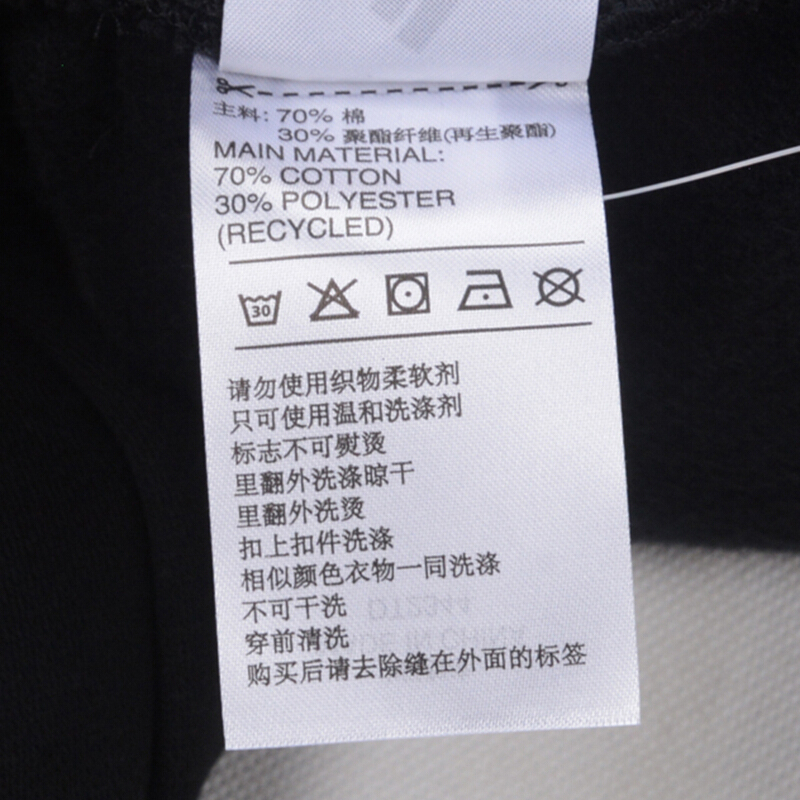 主料: 70% 棉
30% 聚酯纤维(再生聚酯)
MAIN MATERIAL:
70% COTTON
30% POLYESTER
(RECYCLED)
30
请勿使用织物柔软剂
只可使用温和洗涤剂
标志不可熨烫
里翻外洗涤晾干
里翻外洗烫
扣上扣件洗涤
相似颜色衣物一同洗涤
不可干洗
穿前清洗
购买后请去除缝在外面的标签